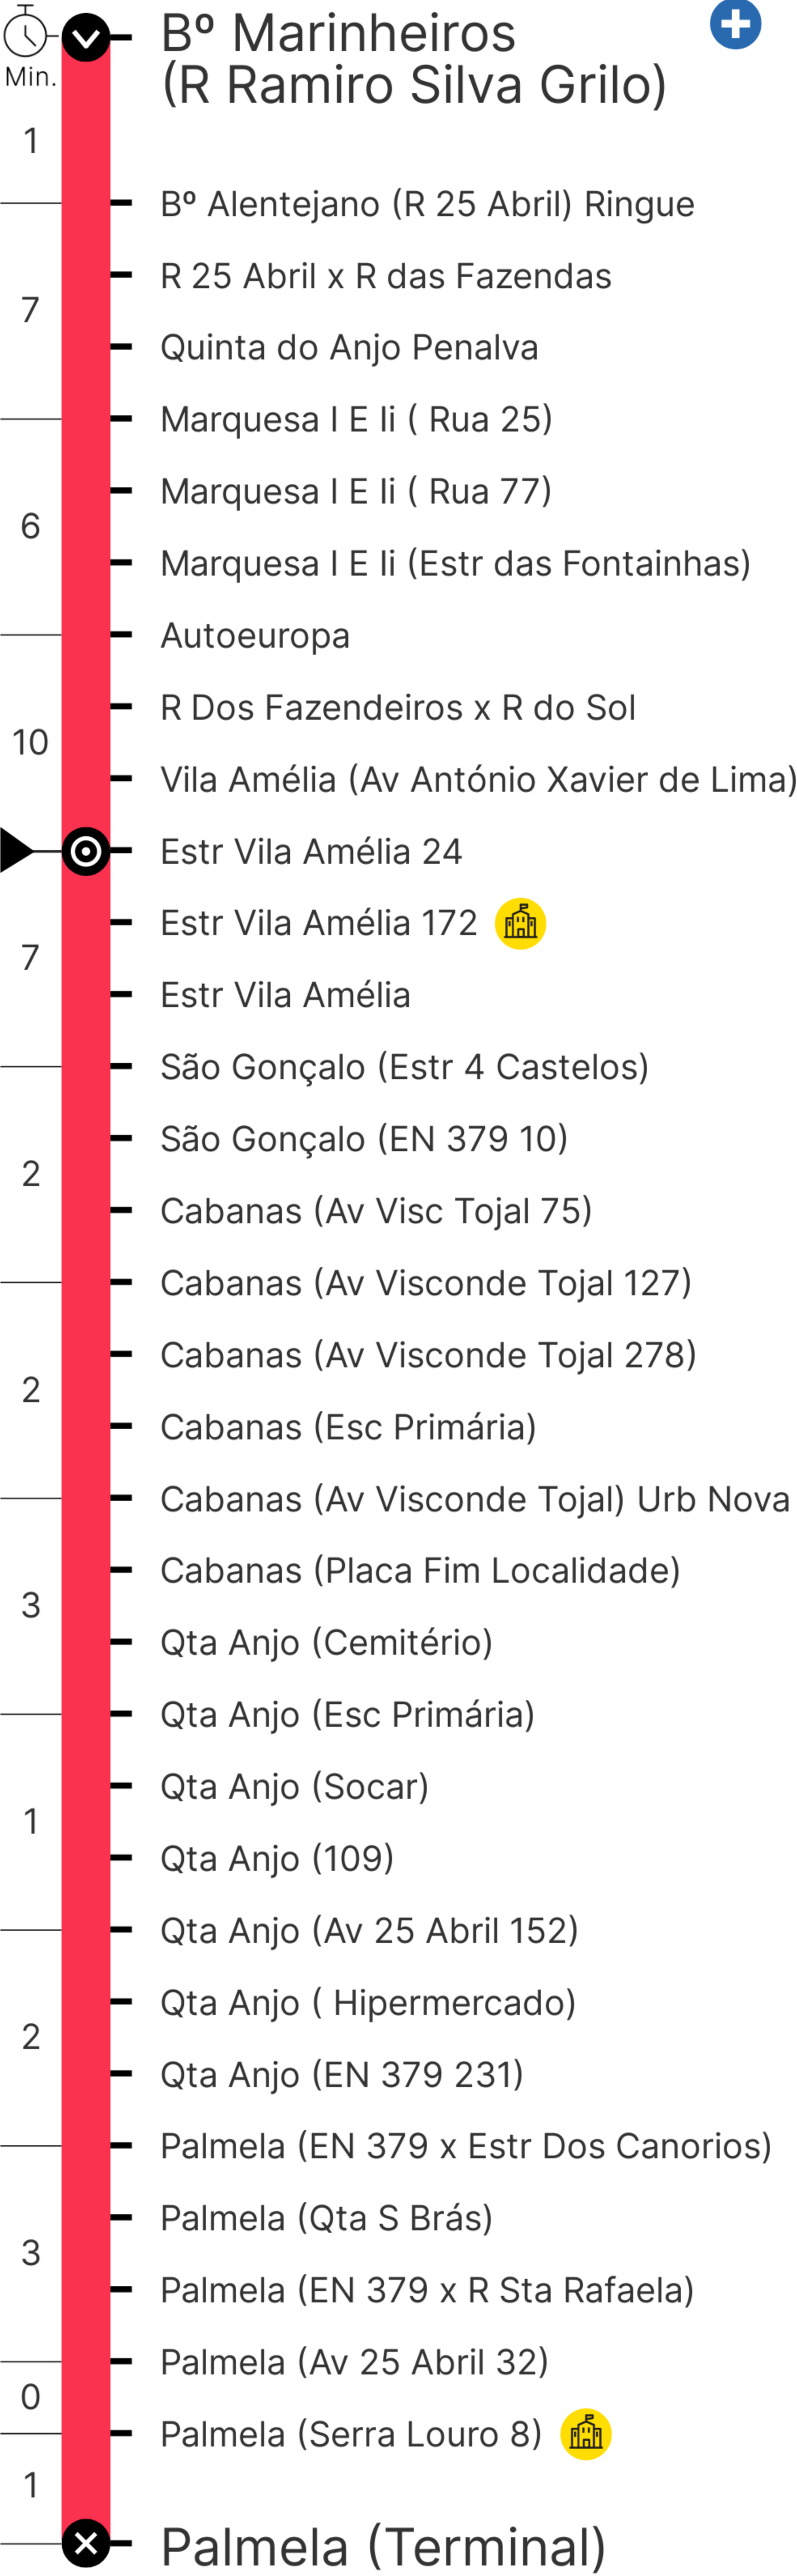 Bº Marinheiros
(R Ramiro Silva Grilo)
Min.
1
Bº Alentejano (R 25 Abril) Ringue
R 25 Abril x R das Fazendas
7
Quinta do Anjo Penalva
Marquesa I E Ii ( Rua 25)
Marquesa I E Ii ( Rua 77)
6
Marquesa I E Ii (Estr das Fontainhas)
Autoeuropa
R Dos Fazendeiros x R do Sol
10
Vila Amélia (Av António Xavier de Lima)
Estr Vila Amélia 24
Estr Vila Amélia 172
7
Estr Vila Amélia
São Gonçalo (Estr 4 Castelos)
São Gonçalo (EN 379 10)
2
Cabanas (Av Visc Tojal 75)
Cabanas (Av Visconde Tojal 127)
Cabanas (Av Visconde Tojal 278)
2
Cabanas (Esc Primária)
Cabanas (Av Visconde Tojal) Urb Nova
Cabanas (Placa Fim Localidade)
3
Qta Anjo (Cemitério)
Qta Anjo (Esc Primária)
Qta Anjo (Socar)
1
Qta Anjo (109)
Qta Anjo (Av 25 Abril 152)
Qta Anjo ( Hipermercado)
2
Qta Anjo (EN 379 231)
Palmela (EN 379 x Estr Dos Canorios)
Palmela (Qta S Brás)
3
Palmela (EN 379 x R Sta Rafaela)
Palmela (Av 25 Abril 32)
0
Palmela (Serra Louro 8)
1
Palmela (Terminal)